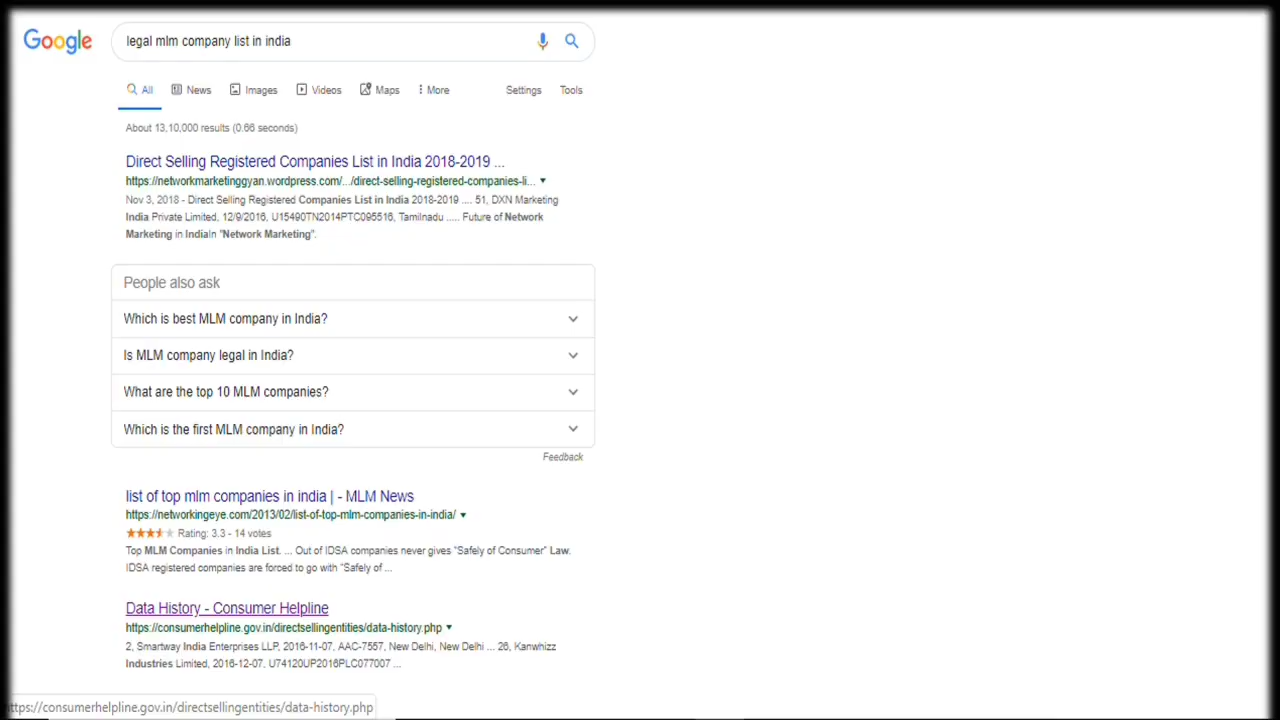 Google
legal mlm company list in india
All News Images Videos Maps More Settings Tools
About 13,10,000 results (0.66 seconds)
Direct Selling Registered Companies List in India 2018-2019 ...
https://networkmarketinggyan.wordpress.com/.../direct-selling-registered-companies-li...
Nov 3, 2018 - Direct Selling Registered Companies List in India 2018-2019 .... 51, DXN Marketing
India Private Limited, 12/9/2016, U15490TN2014PTC095516, Tamilnadu ..... Future of Network
Marketing in IndiaIn "Network Marketing".
People also ask
Which is best MLM company in India?
Is MLM company legal in India?
What are the top 10 MLM companies?
Which is the first MLM company in India?
Feedback
list of top mlm companies in india | - MLM News
https://networkingeye.com/2013/02/list-of-top-mlm-companies-in-india/
Rating: 3.3 - 14 votes
Top MLM Companies in India List. ... Out of IDSA companies never gives "Safely of Consumer" Law.
IDSA registered companies are forced to go with "Safely of ...
Data History - Consumer Helpline
https://consumerhelpline.gov.in/directsellingentities/data-history.php
2, Smartway India Enterprises LLP, 2016-11-07, AAC-7557, New Delhi, New Delhi ... 26, Kanwhizz
Industries Limited, 2016-12-07, U74120UP2016PLC077007 ...
https://consumerhelpline.gov.in/directsellingentities/data-history.php